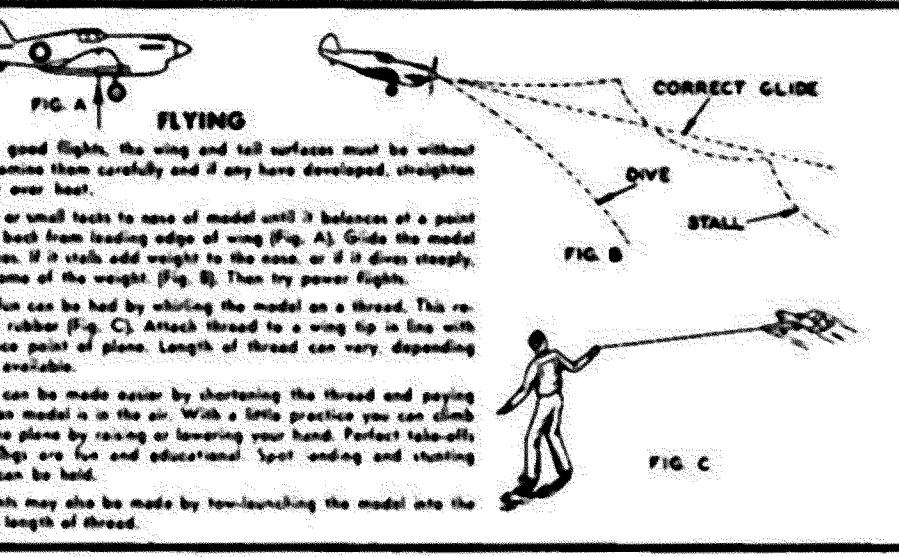 FIG. A
FLYING
good flights, the wing and tail surfaces must be without
them carefully and if any have developed, straighten
over heat.
or small tacks to nose of model until it balances at a point
back from leading edge of wing (Fig. A). Glide the model
If it stalls add weight to the nose, or if it dives steeply,
of the weight. (Fig. B). Then try power flights.
can be had by whirling the model on a thread. This re-
rubber (Fig. C). Attach thread to a wing tip in line with
point of plane. Length of thread can vary, depending
available.
can be made easier by shortening the thread and paying
model is in the air. With a little practice you can climb
plane by raising or lowering your hand. Perfect take-offs
are fun and educational. Spot landing and stunting
can be held.
may also be made by tow-launching the model into the
length of thread.
CORRECT GLIDE
DIVE
STALL
FIG. B
FIG. C